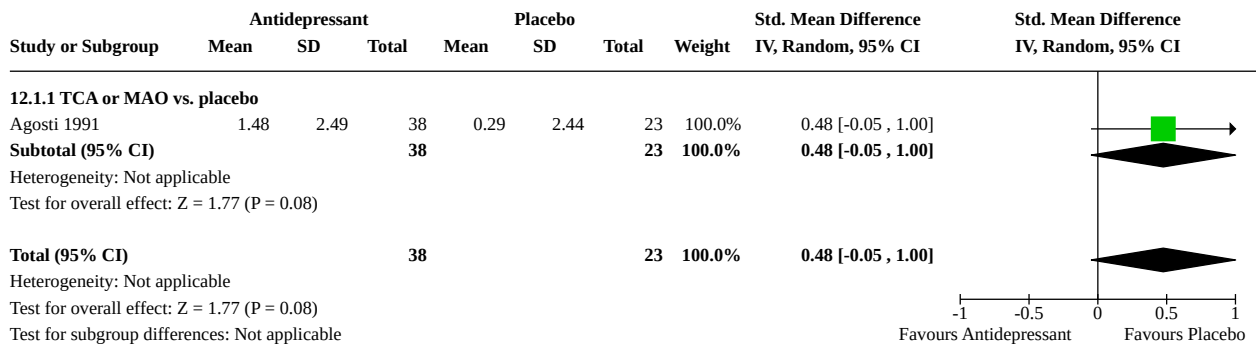 Antidepressant Placebo Std. Mean Difference Std. Mean Difference
Study or Subgroup Mean SD Total Mean SD Total Weight IV, Random, 95% CI IV, Random, 95% CI
12.1.1 TCA or MAO vs. placebo
Agosti 1991 1.48 2.49 38 0.29 2.44 23 100.0% 0.48 [-0.05 , 1.00]
Subtotal (95% CI) 38 23 100.0% 0.48 [-0.05 , 1.00]
Heterogeneity: Not applicable
Test for overall effect: Z = 1.77 (P = 0.08)
Total (95% CI) 38 23 100.0% 0.48 [-0.05 , 1.00]
Heterogeneity: Not applicable
Test for overall effect: Z = 1.77 (P = 0.08)
-1 -0.5 0 0.5 1
Test for subgroup differences: Not applicable Favours Antidepressant Favours Placebo